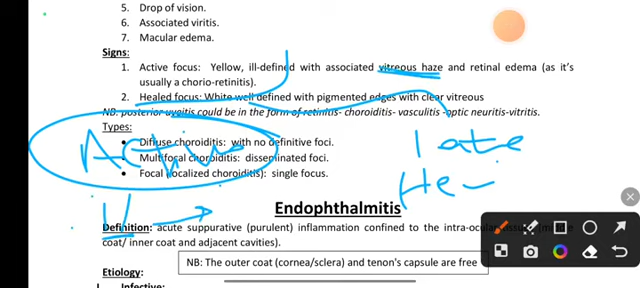 5. Drop of vision.
6. Associated viritis.
7. Macular edema.
Signs:
1. Active focus: Yellow, ill-defined with associated vitreous haze and retinal edema (as it's
usually a chorio-retinitis).
2. Healed focus: White well defined with pigmented edges with clear vitreous
NB: posterior uveitis could be in the form of retinitis- choroiditis- vasculitis -optic neuritis-vitritis.
Types:
• Diffuse choroiditis: with no definitive foci.
• Multifocal choroiditis: disseminated foci.
• Focal (localized choroiditis): single focus.
Active
late
He
Endophthalmitis
Definition: acute suppurative (purulent) inflammation confined to the intra-ocular
coat/ inner coat and adjacent cavities).
NB: The outer coat (cornea/sclera) and tenon's capsule are free
Etiology:
I. Infective: